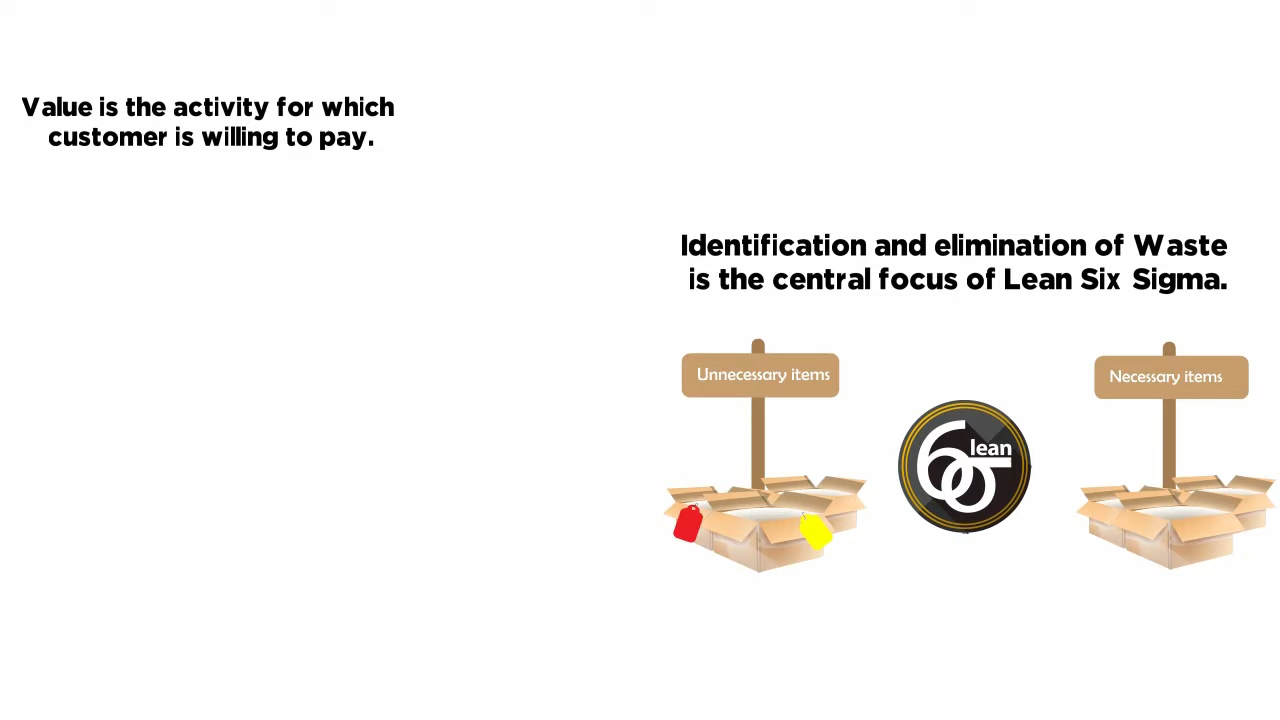 Value is the activity for which
customer is willing to pay.
Identification and elimination of Waste
is the central focus of Lean Six Sigma.
Unnecessary items
Necessary items
6σ lean